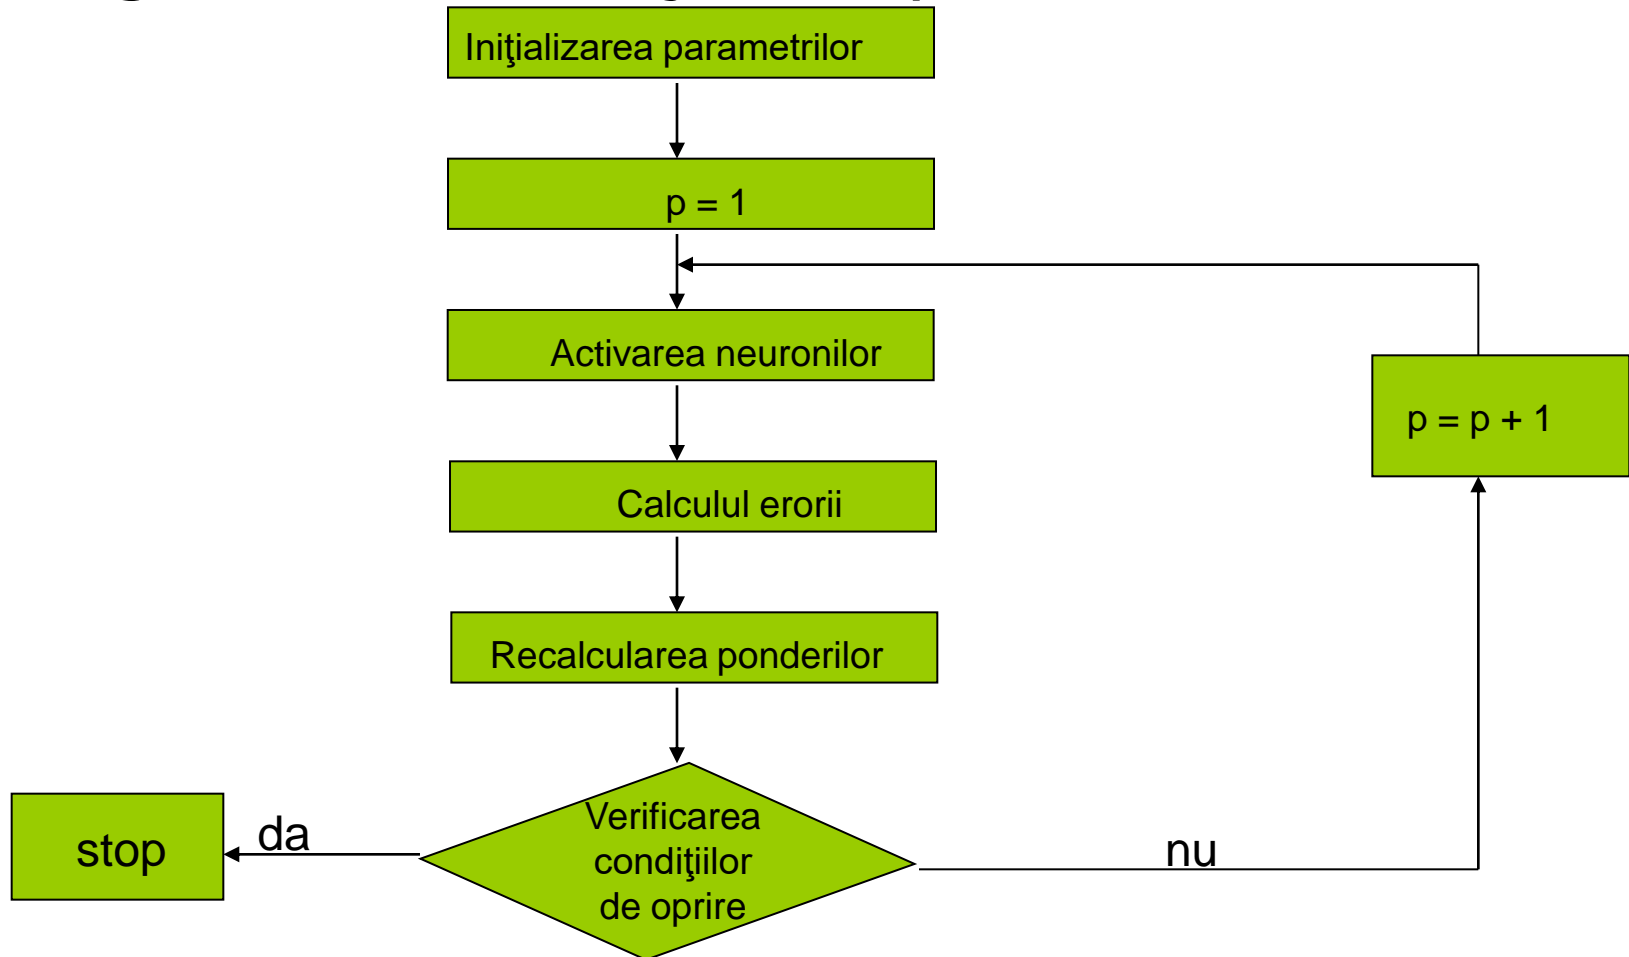 Iniţializarea parametrilor
p = 1
Activarea neuronilor
p = p + 1
Calculul erorii
Recalcularea ponderilor
Verificarea
condiţiilor
de oprire
stop
da
nu